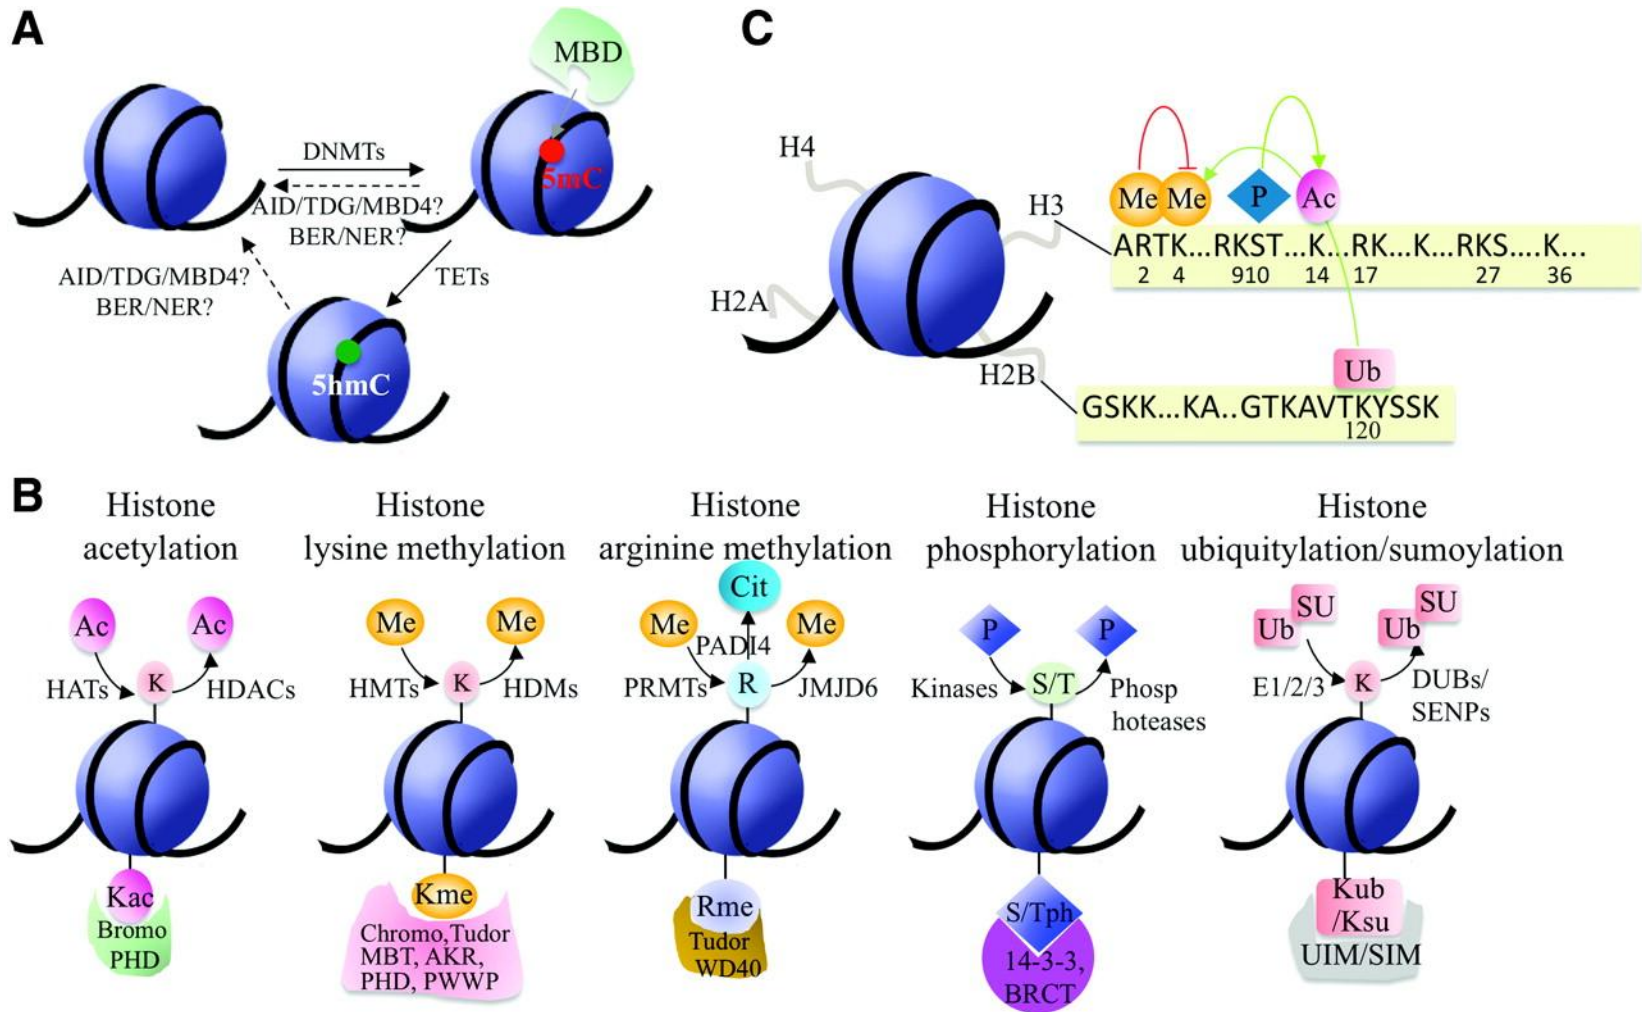 A
MBD
DNMTs
5mC
AID/TDG/MBD4?
BER/NER?
AID/TDG/MBD4?
BER/NER?
TETs
5hmC
C
H4
H3
H2A
H2B
Me Me P Ac
ARTK...RKST...K...RK...K...RKS....K...
2 4 910 14 17 27 36
Ub
GSKK...KA..GTKAVTKYSSK
120
B
Histone
acetylation
Ac Ac
HATs K HDACs
Kac
Bromo
PHD
Histone
lysine methylation
Me Me
HMTs K HDMs
Kme
Chromo,Tudor
MBT, AKR,
PHD, PWWP
Histone
arginine methylation
Cit
Me Me
PADI4
PRMTs R JMJD6
Rme
Tudor
WD40
Histone
phosphorylation
P P
Kinases S/T Phosp
hoteases
S/Tph
14-3-3,
BRCT
Histone
ubiquitylation/sumoylation
SU SU
Ub Ub
E1/2/3 K DUBs/
SENPs
Kub
/Ksu
UIM/SIM